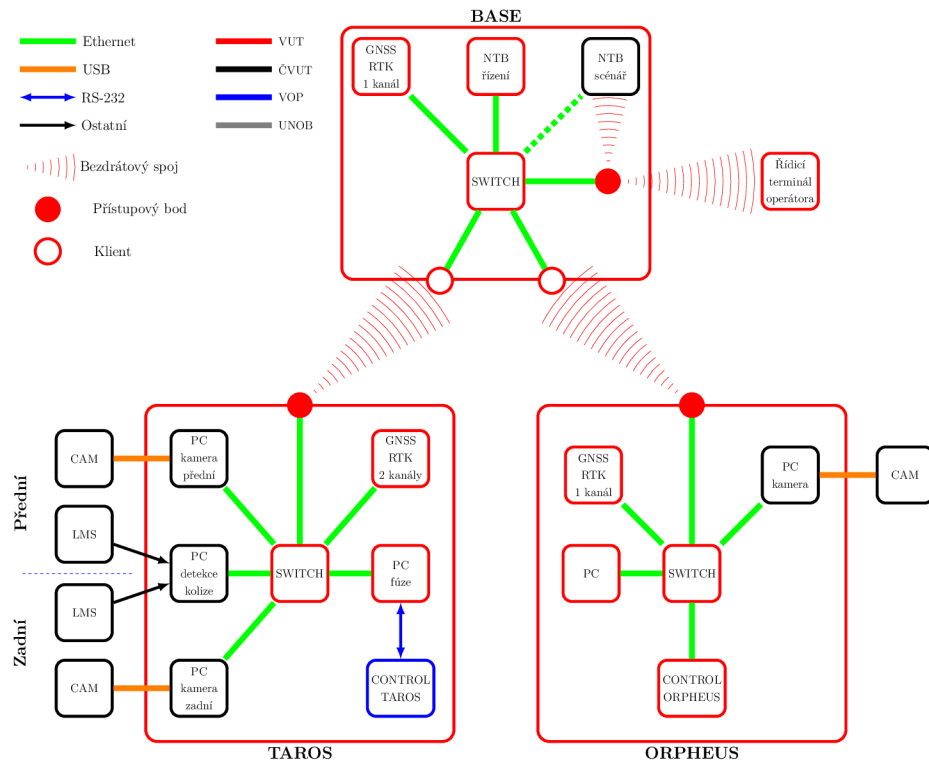 BASE
Ethernet
USB
RS-232
Ostatní
Bezdrátový spoj
Přístupový bod
Klient
VUT
ČVUT
VOP
UNOB
GNSS
RTK
1 kanál
NTB
řízení
NTB
scénář
SWITCH
Řídicí
terminál
operátora
Přední
Zadní
CAM
LMS
LMS
CAM
PC
kamera
přední
PC
detekce
kolize
PC
kamera
zadní
GNSS
RTK
2 kanály
SWITCH
PC
fúze
CONTROL
TAROS
TAROS
GNSS
RTK
1 kanál
PC
kamera
CAM
PC
SWITCH
CONTROL
ORPHEUS
ORPHEUS